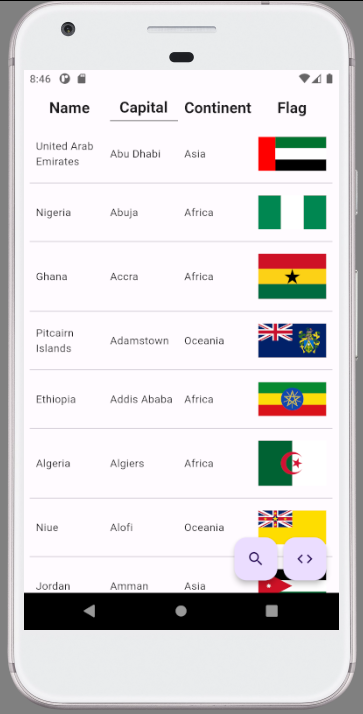 8:46
Name Capital Continent Flag
United Arab
Emirates Abu Dhabi Asia
Nigeria Abuja Africa
Ghana Accra Africa
Pitcairn
Islands Adamstown Oceania
Ethiopia Addis Ababa Africa
Algeria Algiers Africa
Niue Alofi Oceania
Jordan Amman Asia